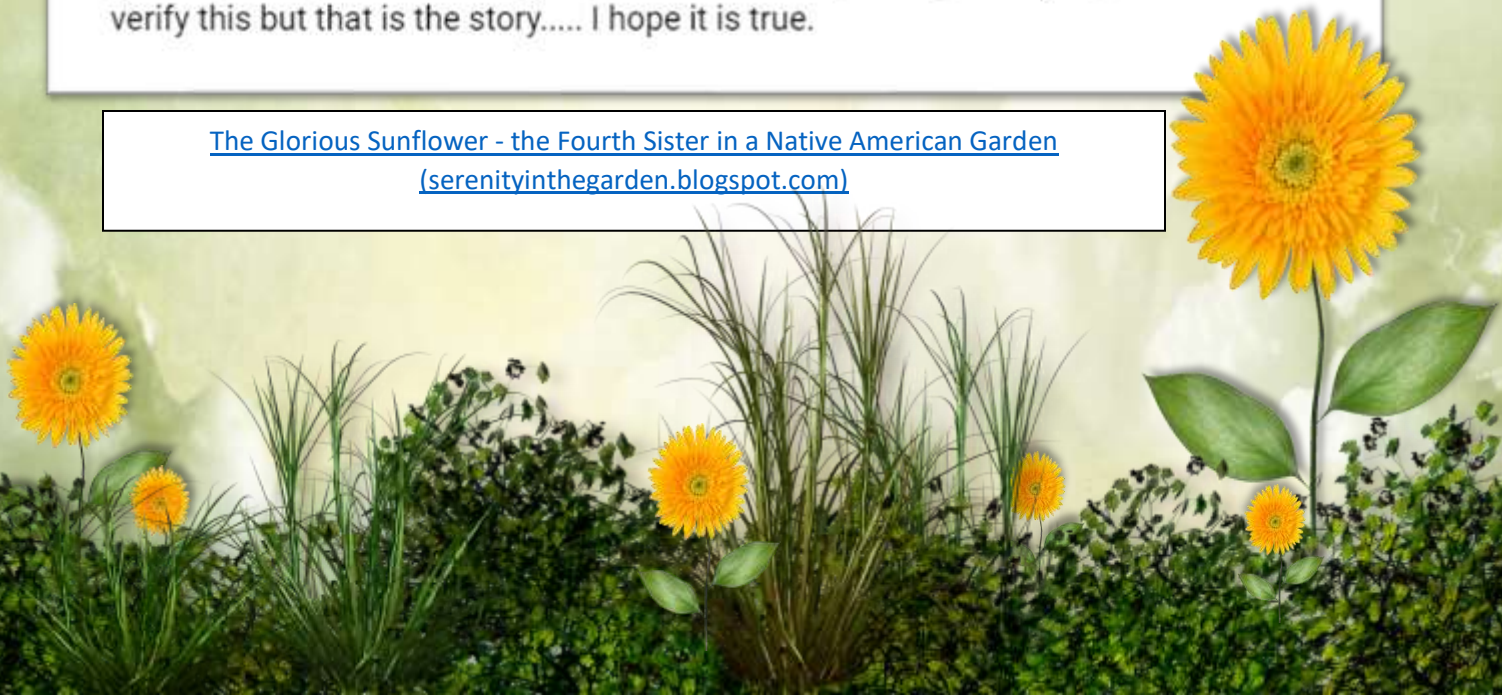 verify this but that is the story..... I hope it is true.
The Glorious Sunflower - the Fourth Sister in a Native American Garden
(serenityinthegarden.blogspot.com)